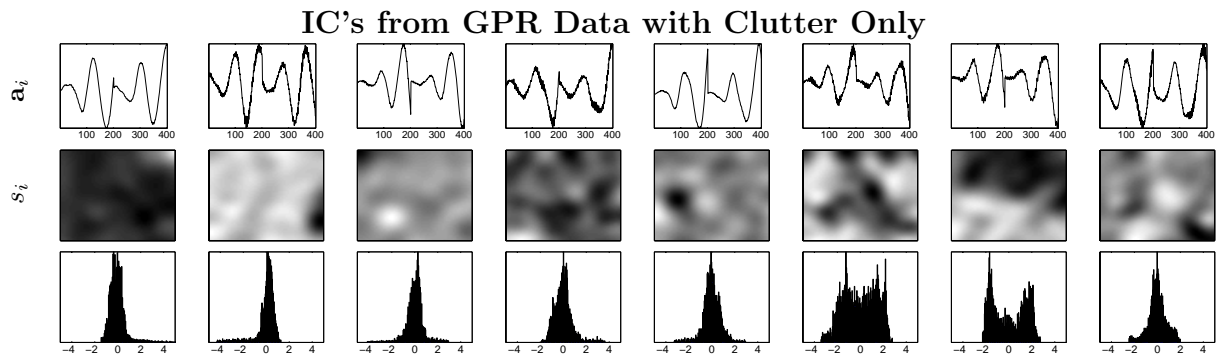 IC's from GPR Data with Clutter Only
a_i
100 200 300 400 100 200 300 400 100 200 300 400 100 200 300 400 100 200 300 400 100 200 300 400 100 200 300 400 100 200 300 400
s_i
−4 −2 0 2 4 −4 −2 0 2 4 −4 −2 0 2 4 −4 −2 0 2 4 −4 −2 0 2 4 −4 −2 0 2 4 −4 −2 0 2 4 −4 −2 0 2 4